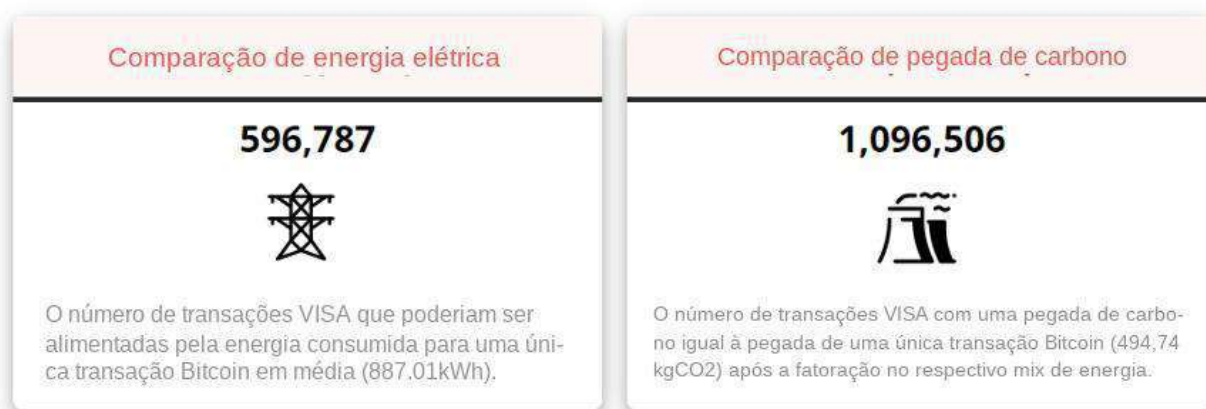 Comparação de energia elétrica
596,787
O número de transações VISA que poderiam ser
alimentadas pela energia consumida para uma úni-
ca transação Bitcoin em média (887.01kWh).
Comparação de pegada de carbono
1,096,506
O número de transações VISA com uma pegada de carbo-
no igual à pegada de uma única transação Bitcoin (494,74
kgCO2) após a fatoração no respectivo mix de energia.